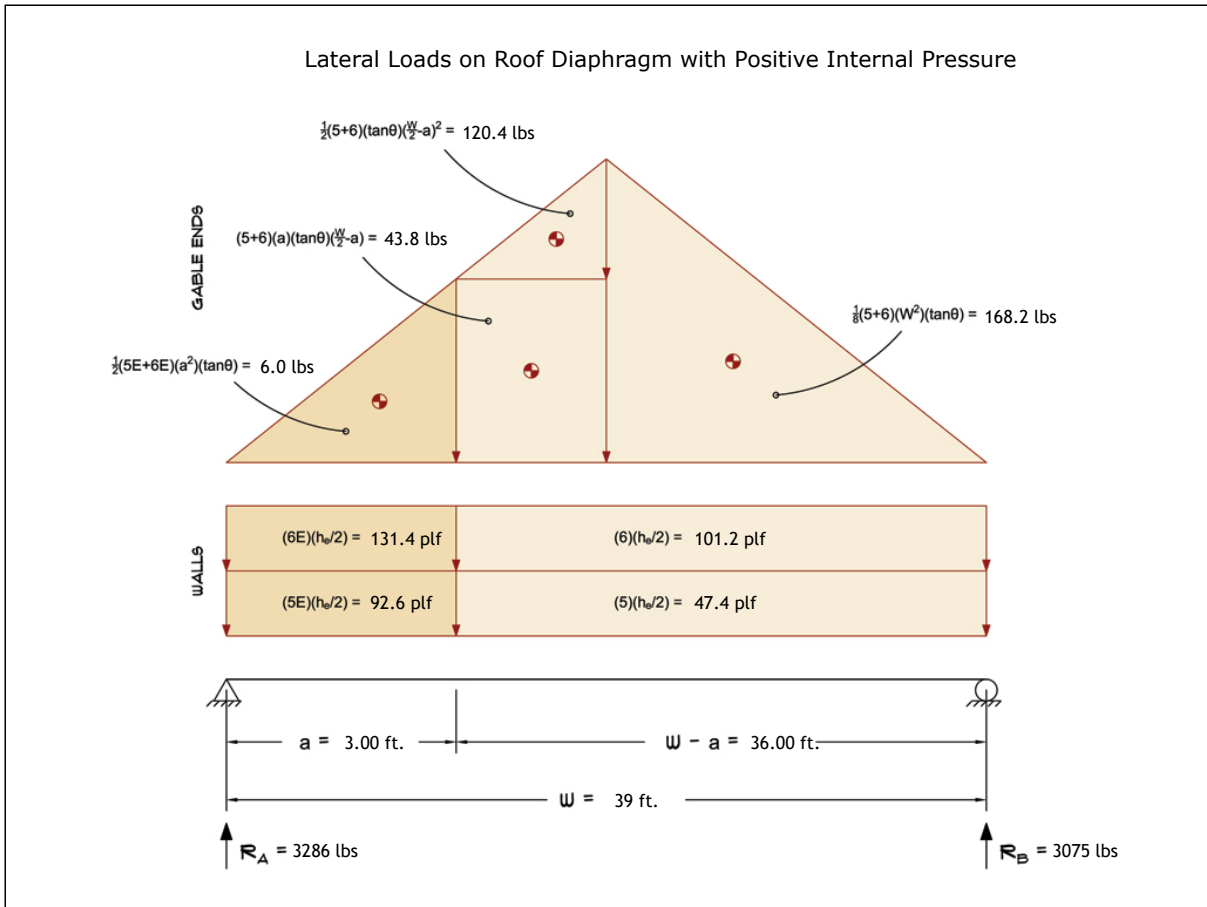 Lateral Loads on Roof Diaphragm with Positive Internal Pressure
½(5+6)(tanθ)(W/2-a)² = 120.4 lbs
GABLE ENDS
(5+6)(a)(tanθ)(W/2-a) = 43.8 lbs
⅛(5+6)(W²)(tanθ) = 168.2 lbs
½(5E+6E)(a²)(tanθ) = 6.0 lbs
WALLS
(6E)(hₑ/2) = 131.4 plf
(6)(hₑ/2) = 101.2 plf
(5E)(hₑ/2) = 92.6 plf
(5)(hₑ/2) = 47.4 plf
a = 3.00 ft.
W - a = 36.00 ft.
W = 39 ft.
R_A = 3286 lbs
R_B = 3075 lbs